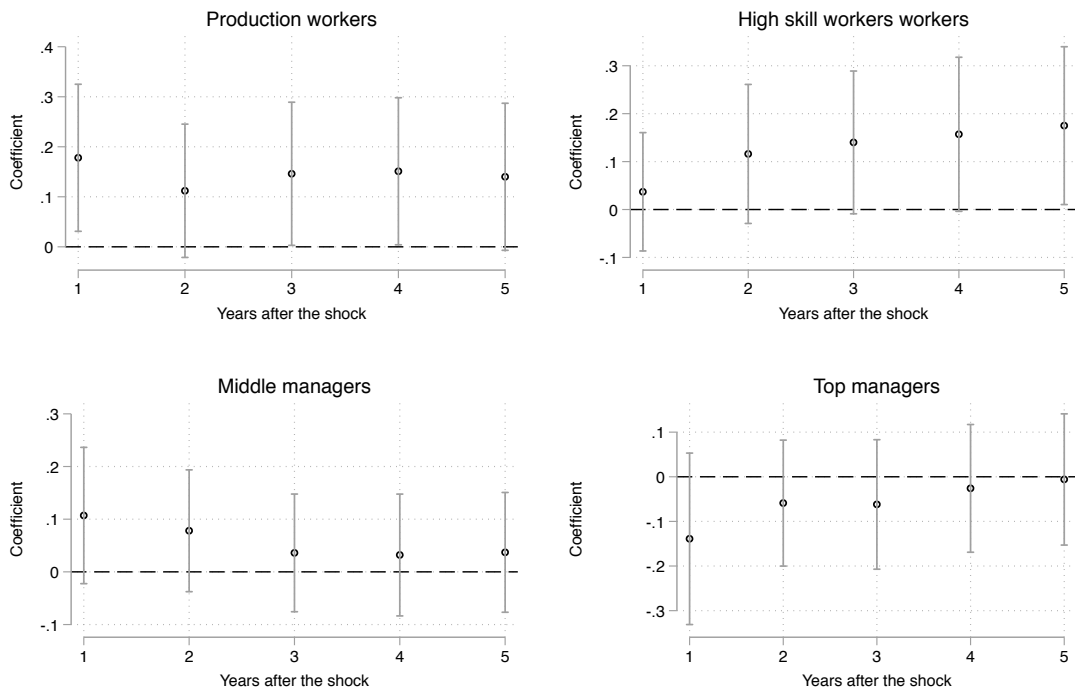 Production workers
.4
.3
.2
.1
0
Coefficient
1 2 3 4 5
Years after the shock
High skill workers workers
.3
.2
.1
0
-.1
Coefficient
1 2 3 4 5
Years after the shock
Middle managers
.3
.2
.1
0
-.1
Coefficient
1 2 3 4 5
Years after the shock
Top managers
.1
0
-.1
-.2
-.3
Coefficient
1 2 3 4 5
Years after the shock